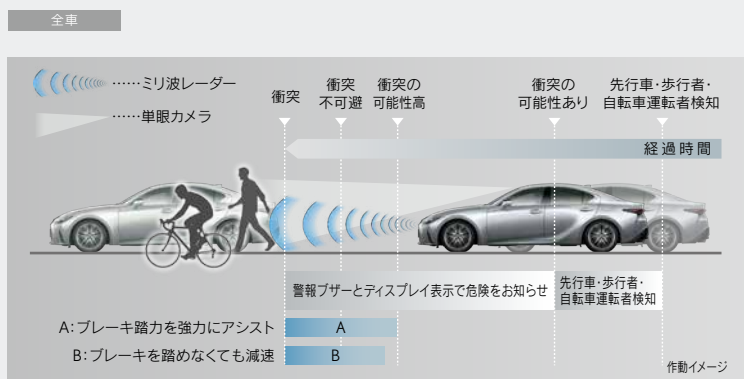 全車
……ミリ波レーダー
……単眼カメラ
衝突
衝突
不可避
衝突の
可能性高
衝突の
可能性あり
先行車・歩行者・
自転車運転者検知
経過時間
警報ブザーとディスプレイ表示で危険をお知らせ
先行車・歩行者・
自転車運転者検知
A：ブレーキ踏力を強力にアシスト
A
B：ブレーキを踏めなくても減速
B
作動イメージ